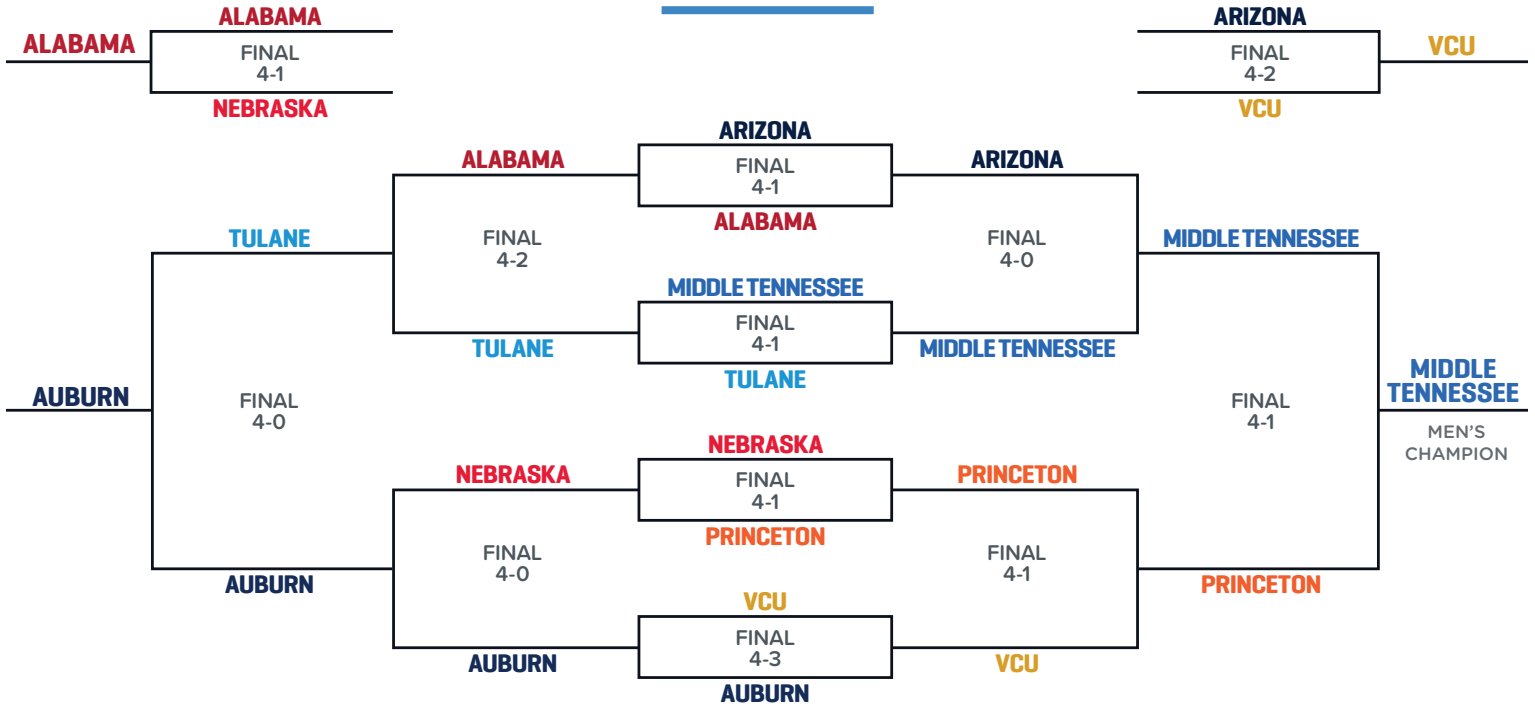 ALABAMA
ALABAMA
FINAL
4-1
NEBRASKA
ARIZONA
VCU
FINAL
4-2
VCU
ARIZONA
FINAL
4-1
ALABAMA
ALABAMA
ARIZONA
TULANE
FINAL
4-2
FINAL
4-0
MIDDLE TENNESSEE
MIDDLE TENNESSEE
FINAL
4-1
TULANE
TULANE
MIDDLE TENNESSEE
AUBURN
FINAL
4-0
FINAL
4-1
MIDDLE
TENNESSEE
MEN'S
CHAMPION
NEBRASKA
FINAL
4-1
PRINCETON
NEBRASKA
PRINCETON
FINAL
4-0
FINAL
4-1
AUBURN
PRINCETON
VCU
FINAL
4-3
AUBURN
AUBURN
VCU